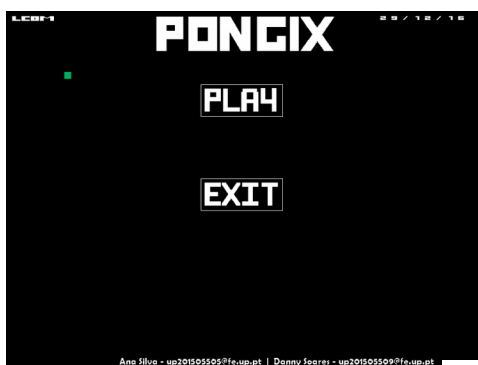 LCOM
PONGIX
29/12/16
PLAY
EXIT
Ana Silva - up201505505@fe.up.pt | Danny Soares - up201505509@fe.up.pt